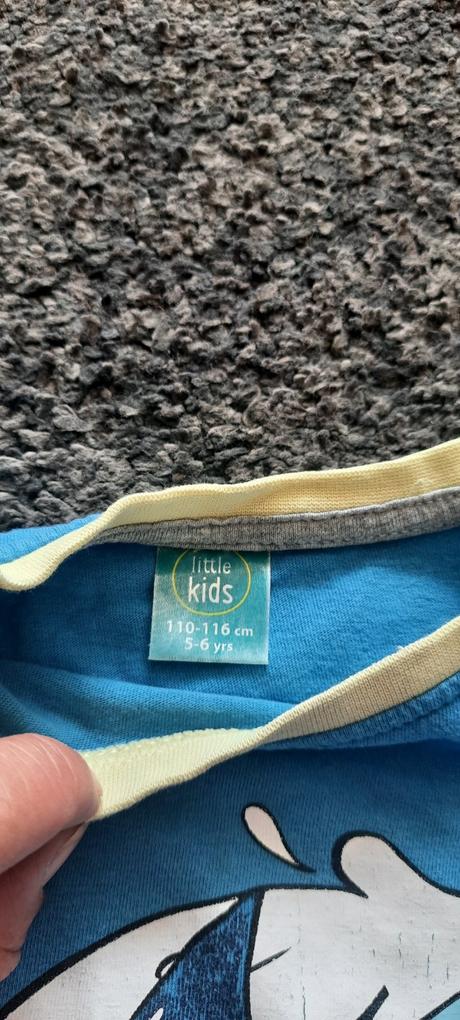 little
kids
110-116 cm
5-6 yrs